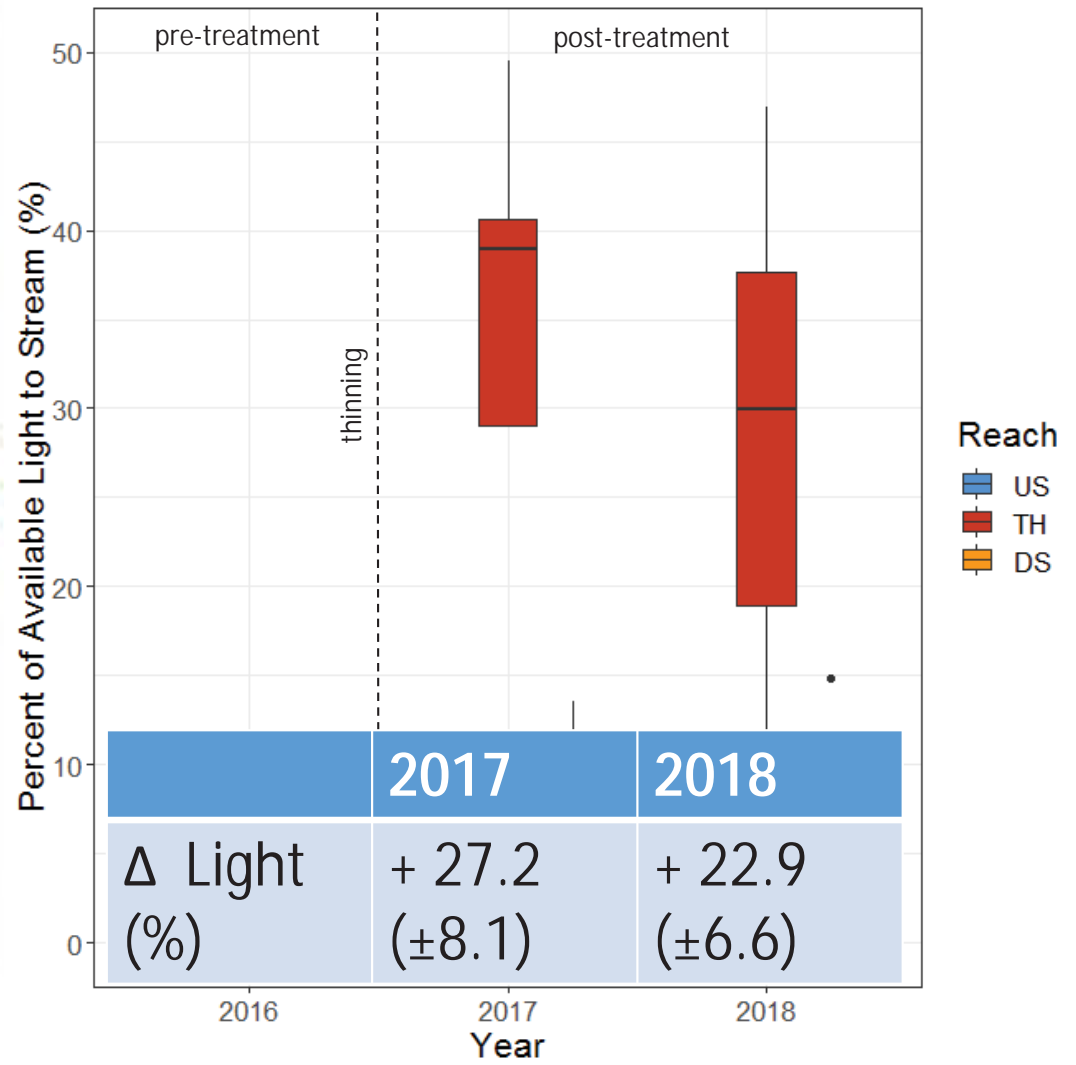 pre-treatment
post-treatment
50
40
30
20
10
0
Percent of Available Light to Stream (%)
thinning
2017
2018
Δ Light (%)
+ 27.2 (±8.1)
+ 22.9 (±6.6)
2016
2017
2018
Year
Reach
US
TH
DS